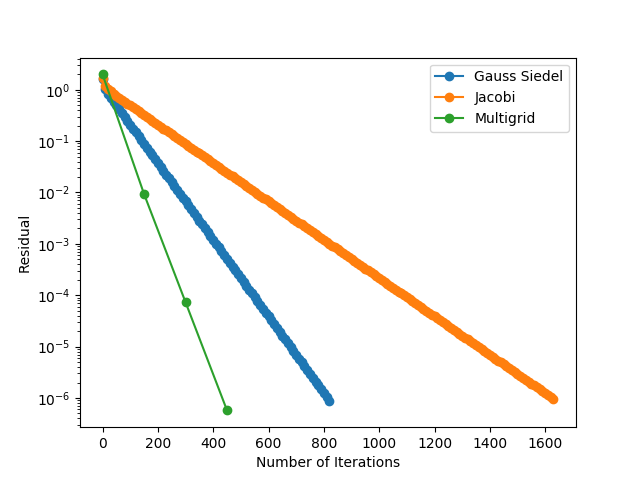 Gauss Siedel
Jacobi
Multigrid
10⁰
10⁻¹
10⁻²
10⁻³
10⁻⁴
10⁻⁵
10⁻⁶
Residual
0 200 400 600 800 1000 1200 1400 1600
Number of Iterations